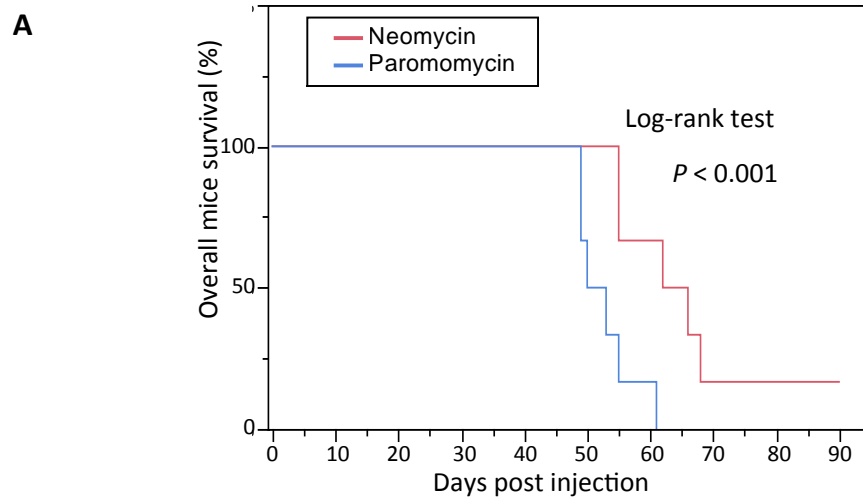 A
Neomycin
Paromomycin
Log-rank test
P < 0.001
Overall mice survival (%)
100
50
0
0 10 20 30 40 50 60 70 80 90
Days post injection